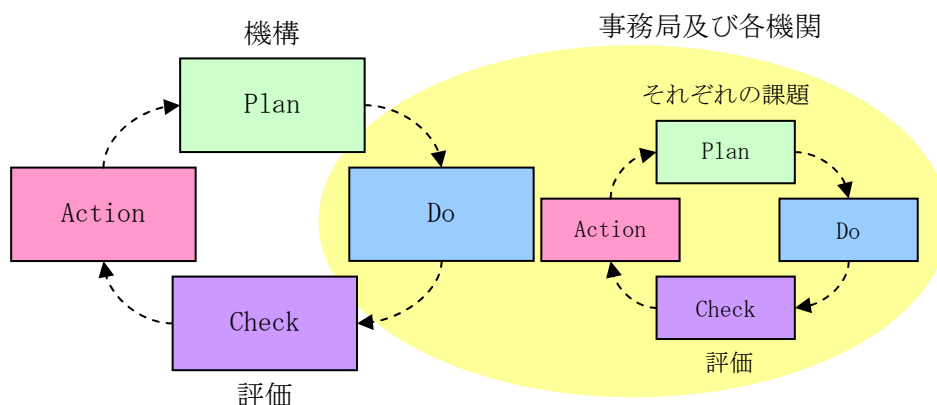 事務局及び各機関
機構
Plan
Action
Do
Check
評価
それぞれの課題
Plan
Action
Do
Check
評価